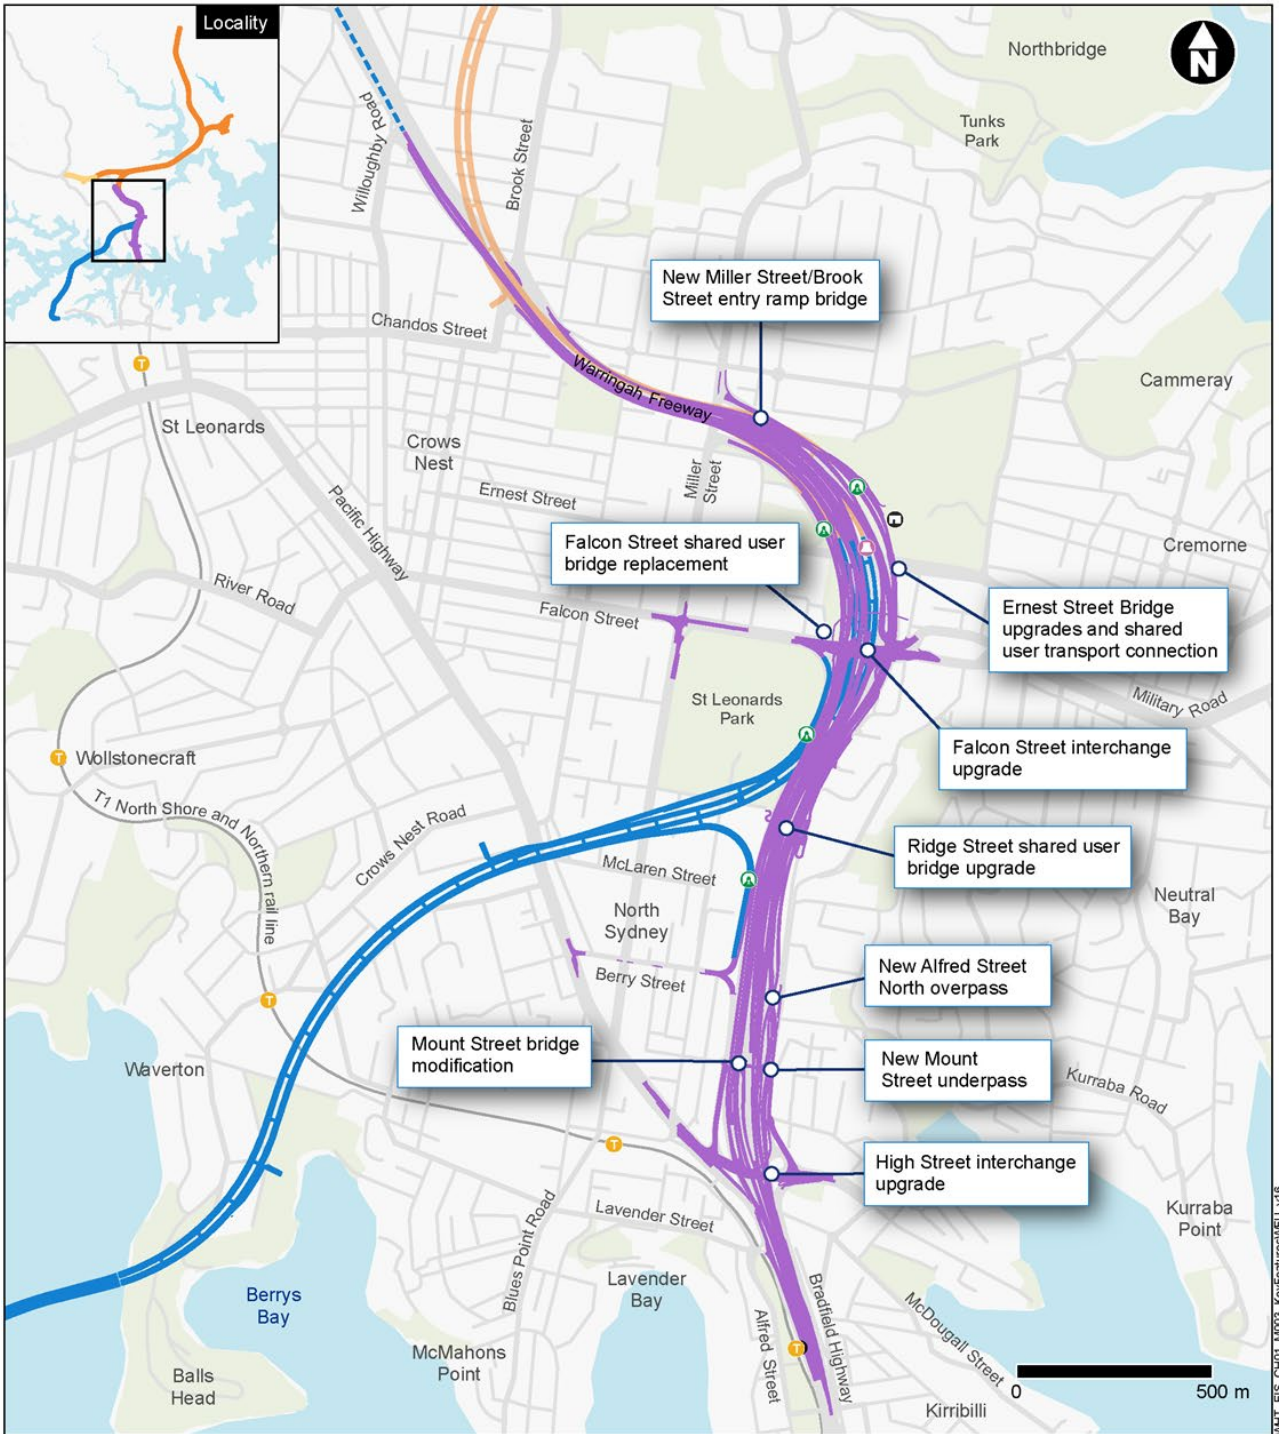 Locality
N
Northbridge
Tunks
Park
Willoughby Road
Brook Street
New Miller Street/Brook
Street entry ramp bridge
Chandos Street
Warringah Freeway
T
Cammeray
St Leonards
Crows
Nest
Miller
Street
Ernest Street
Pacific Highway
Falcon Street shared user
bridge replacement
Cremorne
River Road
Falcon Street
Ernest Street Bridge
upgrades and shared
user transport connection
St Leonards
Park
Military Road
T
Wollstonecraft
Falcon Street interchange
upgrade
T1 North Shore and Northern rail line
Crows Nest Road
Ridge Street shared user
bridge upgrade
McLaren Street
Neutral
Bay
North
Sydney
Berry Street
New Alfred Street
North overpass
T
Mount Street bridge
modification
New Mount
Street underpass
Waverton
Kurraba Road
T
High Street interchange
upgrade
Lavender Street
Kurraba
Point
Blues Point Road
Berrys
Bay
Lavender
Bay
Alfred Street
Bradfield Highway
McDougall Street
T
McMahons
Point
Balls
Head
0 500 m
Kirribilli